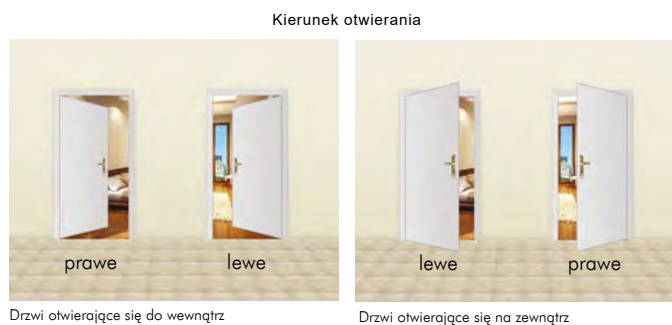 Kierunek otwierania
prawe
lewe
lewe
prawe
Drzwi otwierające się do wewnątrz
Drzwi otwierające się na zewnątrz